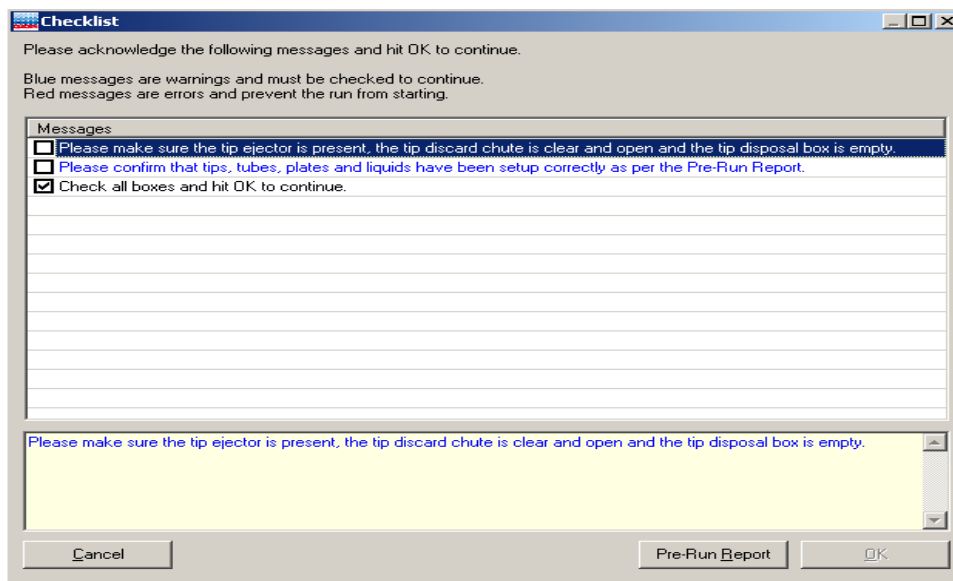 Checklist
Please acknowledge the following messages and hit OK to continue.
Blue messages are warnings and must be checked to continue.
Red messages are errors and prevent the run from starting.
Messages
Please make sure the tip ejector is present, the tip discard chute is clear and open and the tip disposal box is empty.
Please confirm that tips, tubes, plates and liquids have been setup correctly as per the Pre-Run Report.
Check all boxes and hit OK to continue.
Please make sure the tip ejector is present, the tip discard chute is clear and open and the tip disposal box is empty.
Cancel Pre-Run Report OK